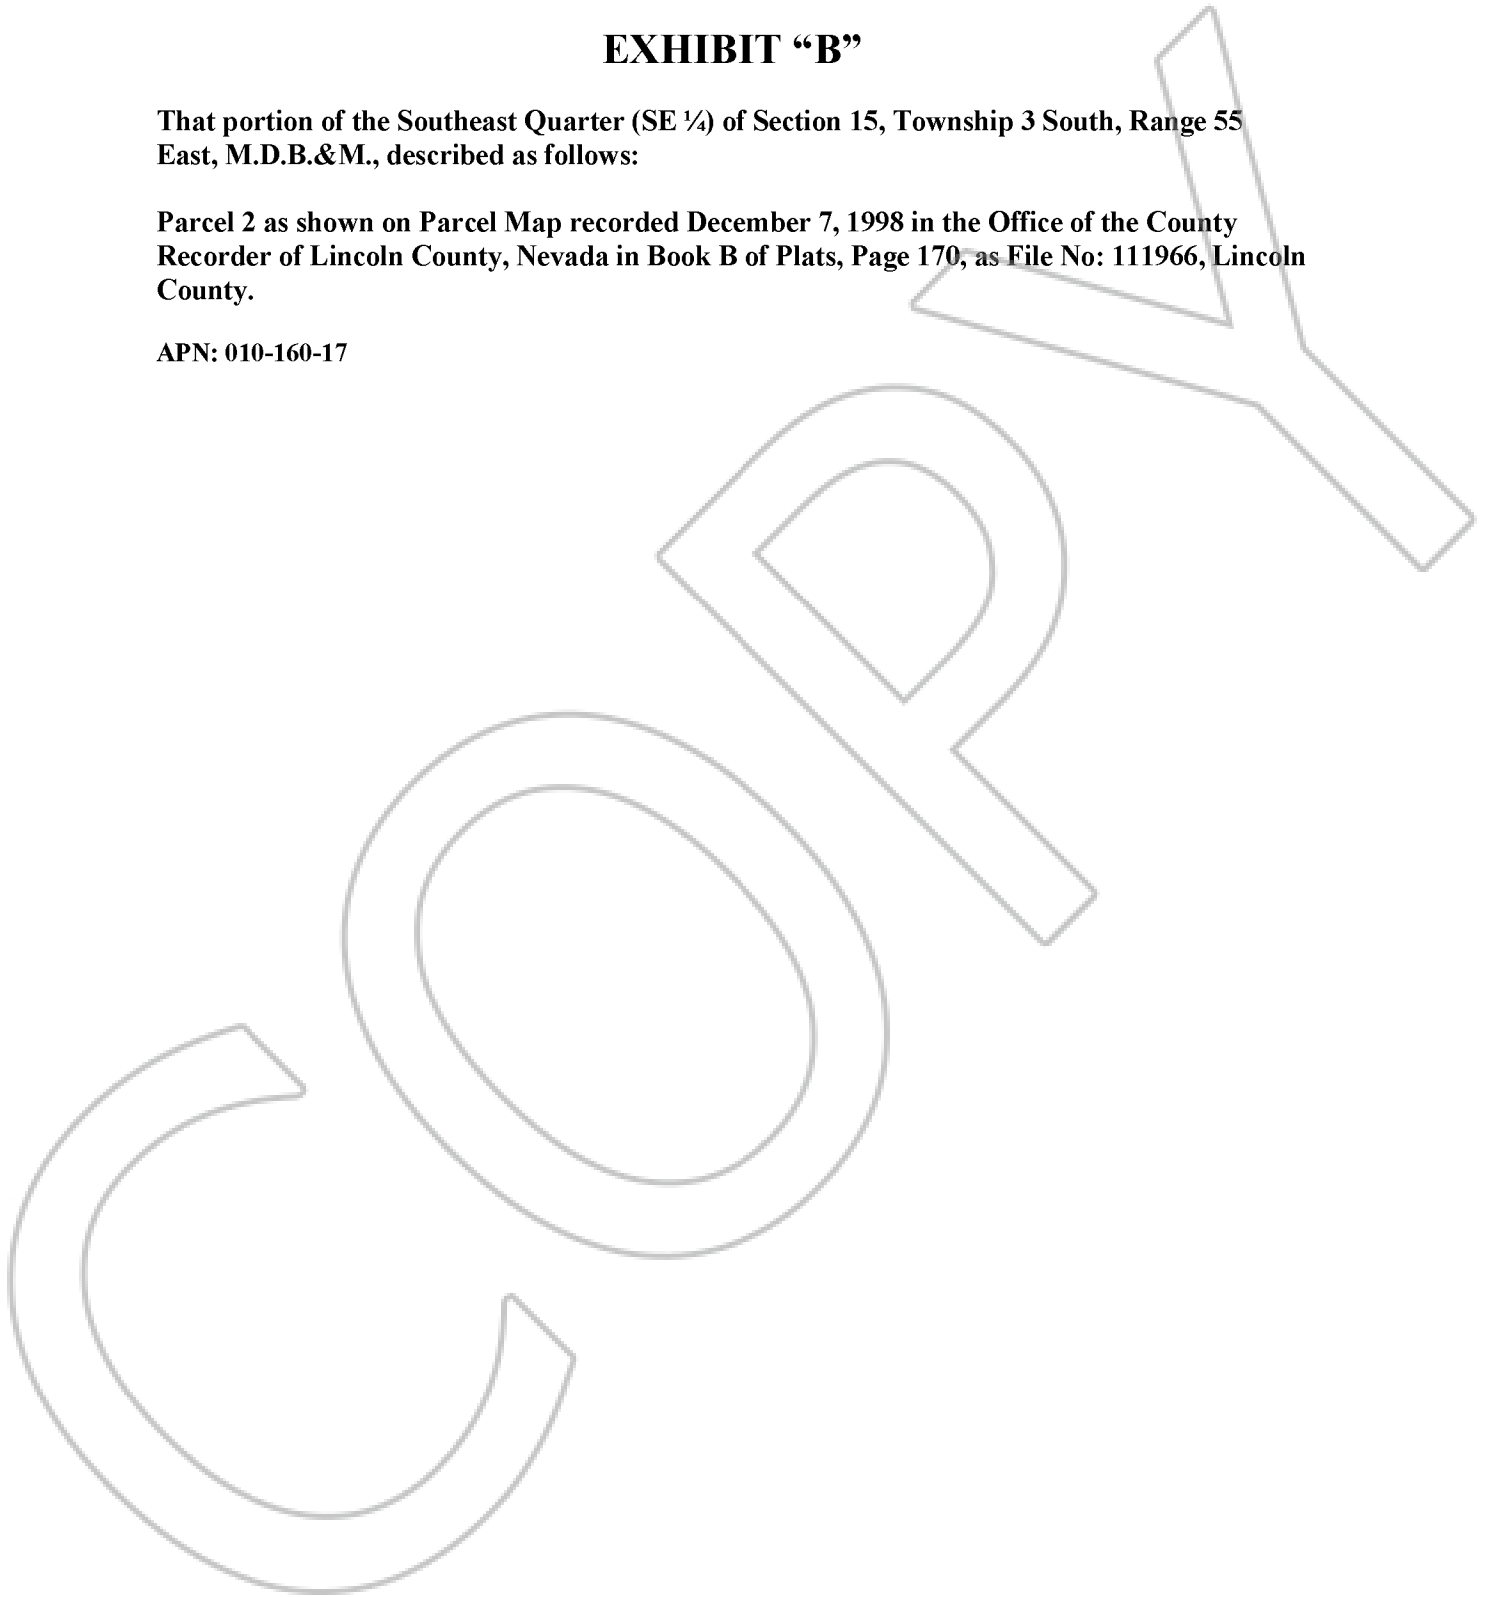 EXHIBIT “B”
That portion of the Southeast Quarter (SE ¼) of Section 15, Township 3 South, Range 55
East, M.D.B.&M., described as follows:
Parcel 2 as shown on Parcel Map recorded December 7, 1998 in the Office of the County
Recorder of Lincoln County, Nevada in Book B of Plats, Page 170, as File No: 111966, Lincoln
County.
APN: 010-160-17
COPY